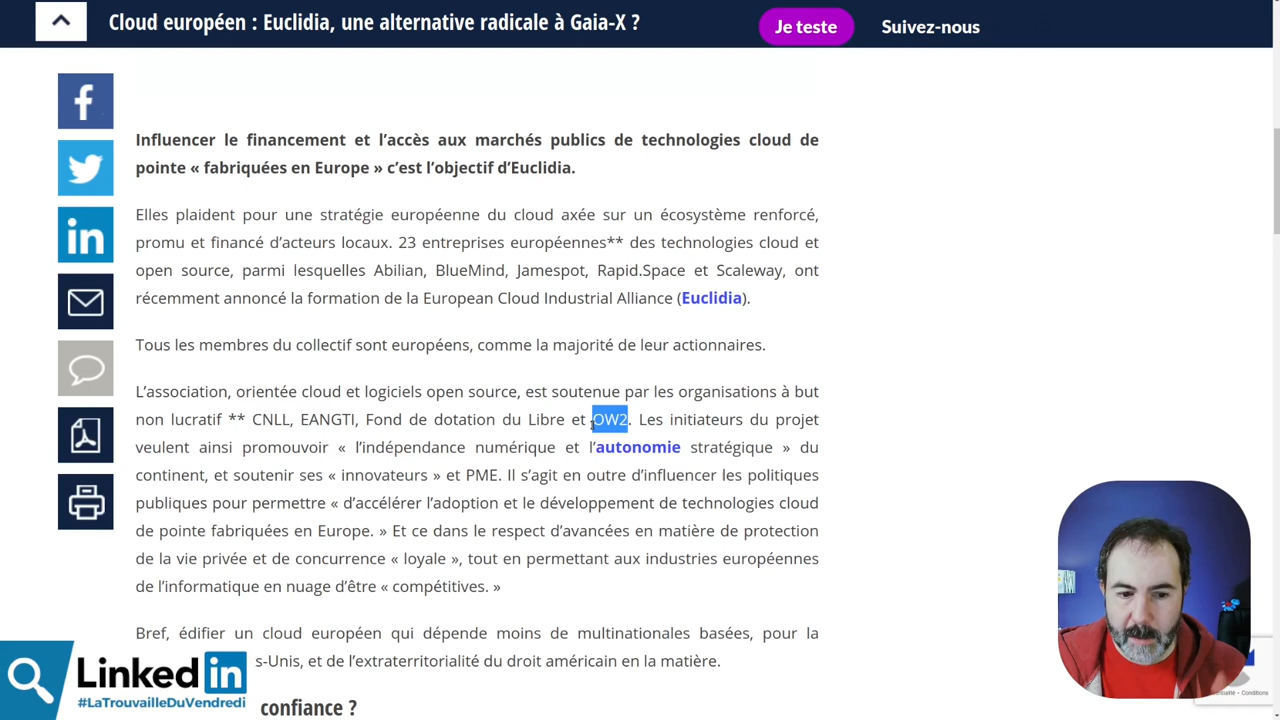 Cloud européen : Euclidia, une alternative radicale à Gaia-X ?
Je teste
Suivez-nous
Influencer le financement et l’accès aux marchés publics de technologies cloud de
pointe « fabriquées en Europe » c’est l’objectif d’Euclidia.
Elles plaident pour une stratégie européenne du cloud axée sur un écosystème renforcé,
promu et financé d’acteurs locaux. 23 entreprises européennes** des technologies cloud et
open source, parmi lesquelles Abilian, BlueMind, Jamespot, Rapid.Space et Scaleway, ont
récemment annoncé la formation de la European Cloud Industrial Alliance (Euclidia).
Tous les membres du collectif sont européens, comme la majorité de leur actionnaires.
L’association, orientée cloud et logiciels open source, est soutenue par les organisations à but
non lucratif ** CNLL, EANGTI, Fond de dotation du Libre et OW2. Les initiateurs du projet
veulent ainsi promouvoir « l’indépendance numérique et l’autonomie stratégique » du
continent, et soutenir ses « innovateurs » et PME. Il s’agit en outre d’influencer les politiques
publiques pour permettre « d’accélérer l’adoption et le développement de technologies cloud
de pointe fabriquées en Europe. » Et ce dans le respect d’avancées en matière de protection
de la vie privée et de concurrence « loyale », tout en permettant aux industries européennes
de l’informatique en nuage d’être « compétitives. »
Bref, édifier un cloud européen qui dépende moins de multinationales basées, pour la
s-Unis, et de l’extraterritorialité du droit américain en la matière.
confiance ?
Linked in
#LaTrouvailleDuVendredi
Conditions